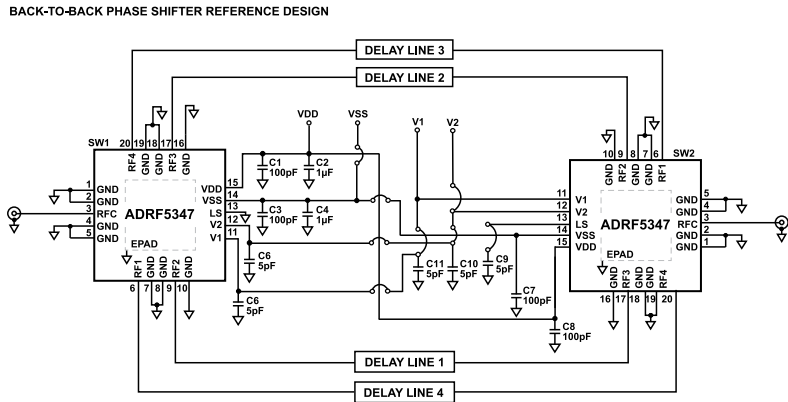 BACK-TO-BACK PHASE SHIFTER REFERENCE DESIGN
DELAY LINE 3
DELAY LINE 2
VDD
VSS
V1
V2
SW1
20 19 18 17 16
RF4 GND GND RF3 GND
1 GND
2 GND
3 RFC
4 GND
5 GND
ADRF5347
EPAD
VDD 15
VSS 14
LS 13
V2 12
V1 11
RF1 GND GND RF2 GND
6 7 8 9 10
C1
100pF
C2
1µF
C3
100pF
C4
1µF
C6
5pF
C6
5pF
C11
5pF
C10
5pF
C9
5pF
C7
100pF
C8
100pF
SW2
10 9 8 7 6
GND RF2 GND GND RF1
11 V1
12 V2
13 LS
14 VSS
15 VDD
ADRF5347
EPAD
GND 5
GND 4
RFC 3
GND 2
GND 1
GND RF3 GND GND RF4
16 17 18 19 20
DELAY LINE 1
DELAY LINE 4